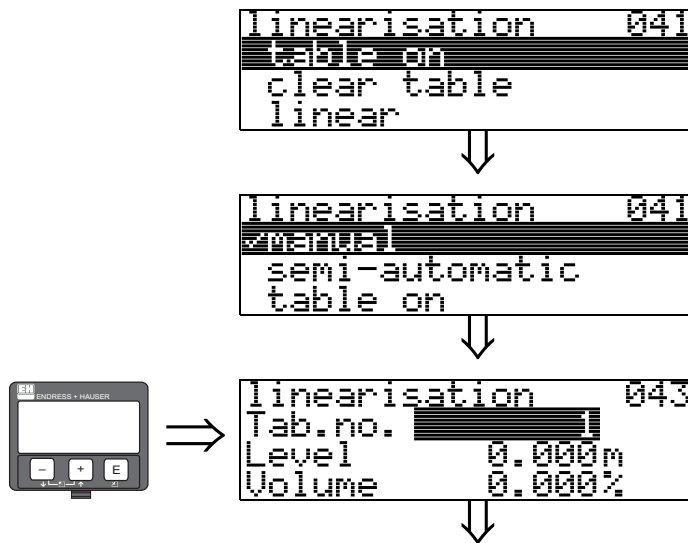 linearisation 041
table on
clear table
linear
linearisation 041
✓manual
semi-automatic
table on
EH
ENDRESS + HAUSER
– + E
linearisation 043
Tab.no. 1
Level 0.000m
Volume 0.000%